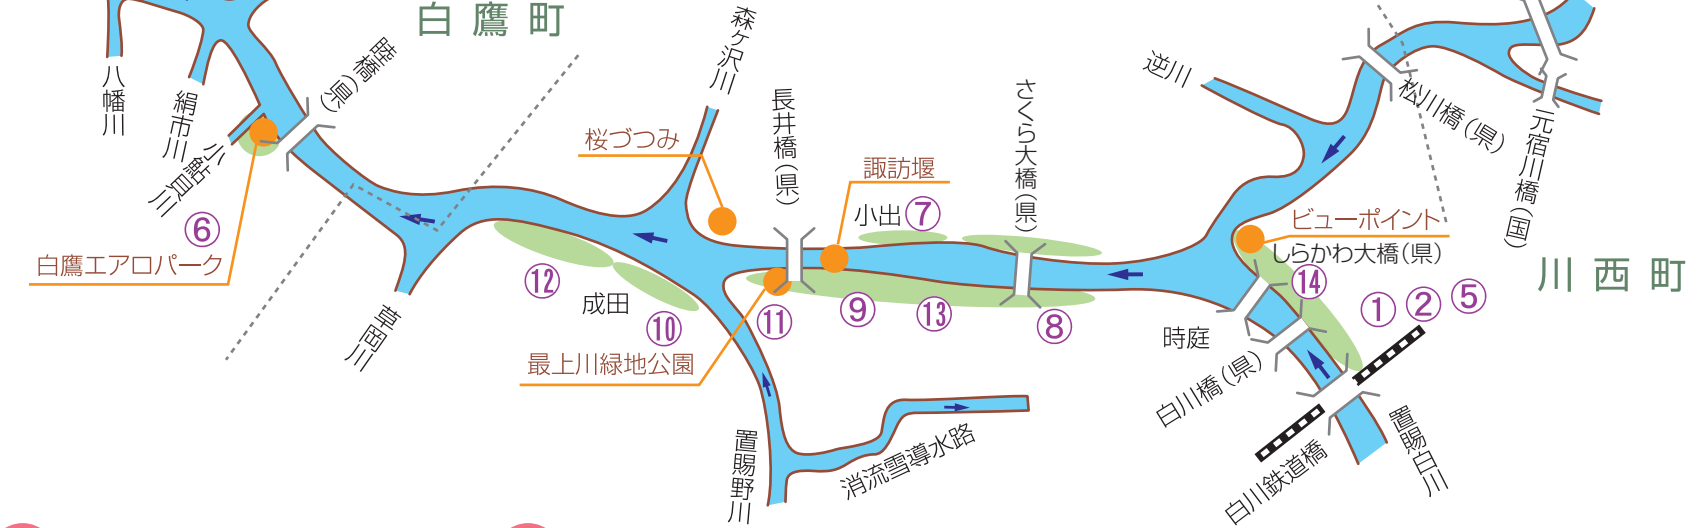 白鷹町
八幡川
絹市川
小鮎貝川
睦橋(県)
⑥
白鷹エアロパーク
草岡川
⑫
成田
⑩
最上川緑地公園
桜づつみ
森ヶ沢川
長井橋(県)
諏訪堰
小出⑦
さくら大橋(県)
⑪
⑨
⑬
⑧
置賜野川
消流雪導水路
逆川
松川橋(県)
元宿川橋(国)
ビューポイント
しらかわ大橋(県)
⑭
①
②
⑤
川西町
時庭
白川橋(県)
白川鉄道橋
置賜白川